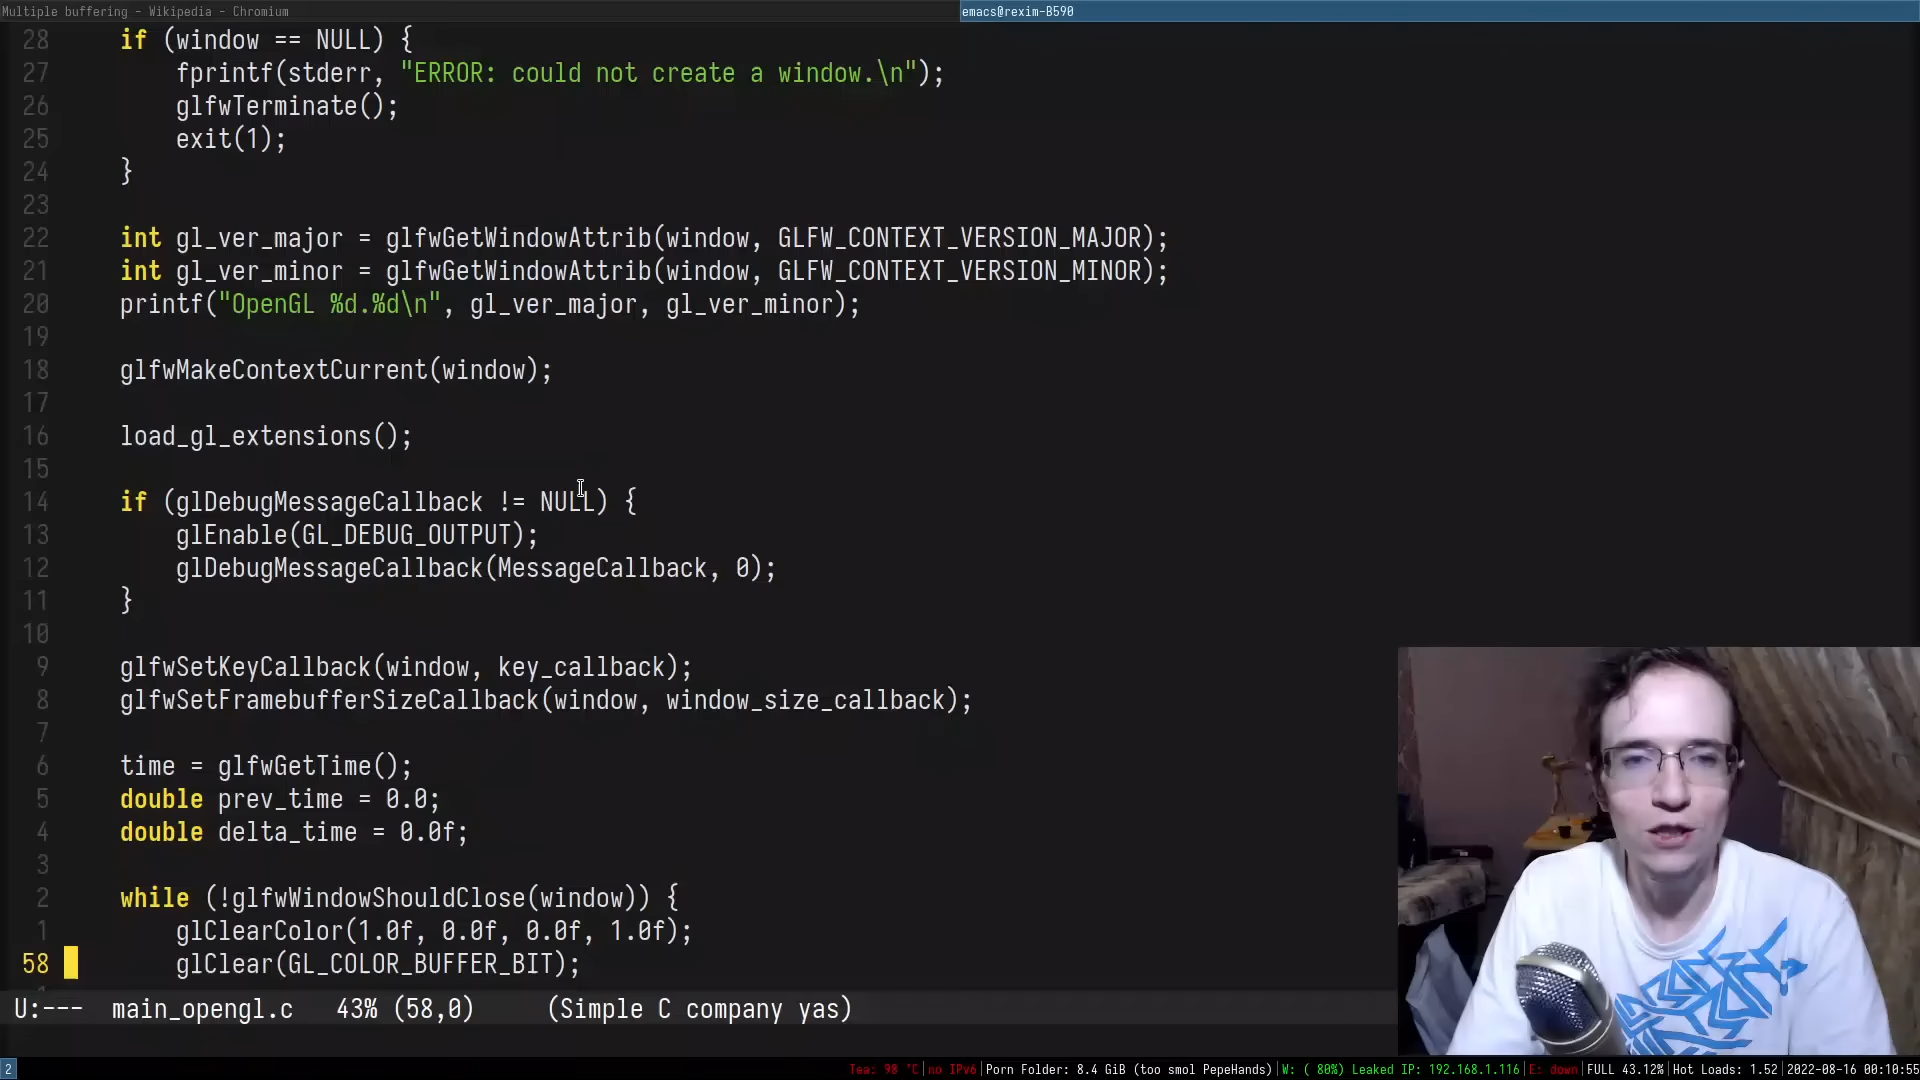 Multiple buffering - Wikipedia - Chromium
emacs@rexim-B590
28 if (window == NULL) {
27 fprintf(stderr, "ERROR: could not create a window.\n");
26 glfwTerminate();
25 exit(1);
24 }
23
22 int gl_ver_major = glfwGetWindowAttrib(window, GLFW_CONTEXT_VERSION_MAJOR);
21 int gl_ver_minor = glfwGetWindowAttrib(window, GLFW_CONTEXT_VERSION_MINOR);
20 printf("OpenGL %d.%d\n", gl_ver_major, gl_ver_minor);
19
18 glfwMakeContextCurrent(window);
17
16 load_gl_extensions();
15
14 if (glDebugMessageCallback != NULL) {
13 glEnable(GL_DEBUG_OUTPUT);
12 glDebugMessageCallback(MessageCallback, 0);
11 }
10
9 glfwSetKeyCallback(window, key_callback);
8 glfwSetFramebufferSizeCallback(window, window_size_callback);
7
6 time = glfwGetTime();
5 double prev_time = 0.0;
4 double delta_time = 0.0f;
3
2 while (!glfwWindowShouldClose(window)) {
1 glClearColor(1.0f, 0.0f, 0.0f, 1.0f);
58 glClear(GL_COLOR_BUFFER_BIT);
U:--- main_opengl.c 43% (58,0) (Simple C company yas)
2 Tea: 98 °C|no IPv6|Porn Folder: 8.4 GiB (too smol PepeHands)|W: ( 80%) Leaked IP: 192.168.1.116|E: down|FULL 43.12%|Hot Loads: 1.52|2022-08-16 00:10:55